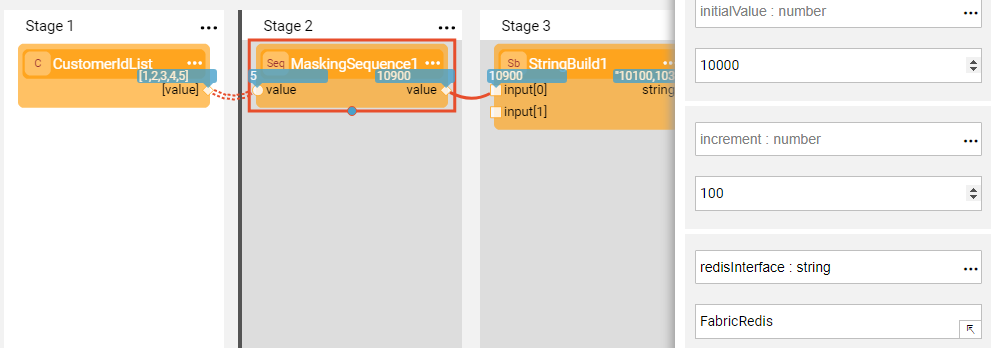 Stage 1 ...
Stage 2 ...
Stage 3
C CustomerIdList ...
[1,2,3,4,5]
[value]
Seq MaskingSequence1 ...
5 10900
value value
Sb StringBuild1
10900 "10100,103
input[0] string
input[1]
initialValue : number ...
10000
increment : number ...
100
redisInterface : string ...
FabricRedis